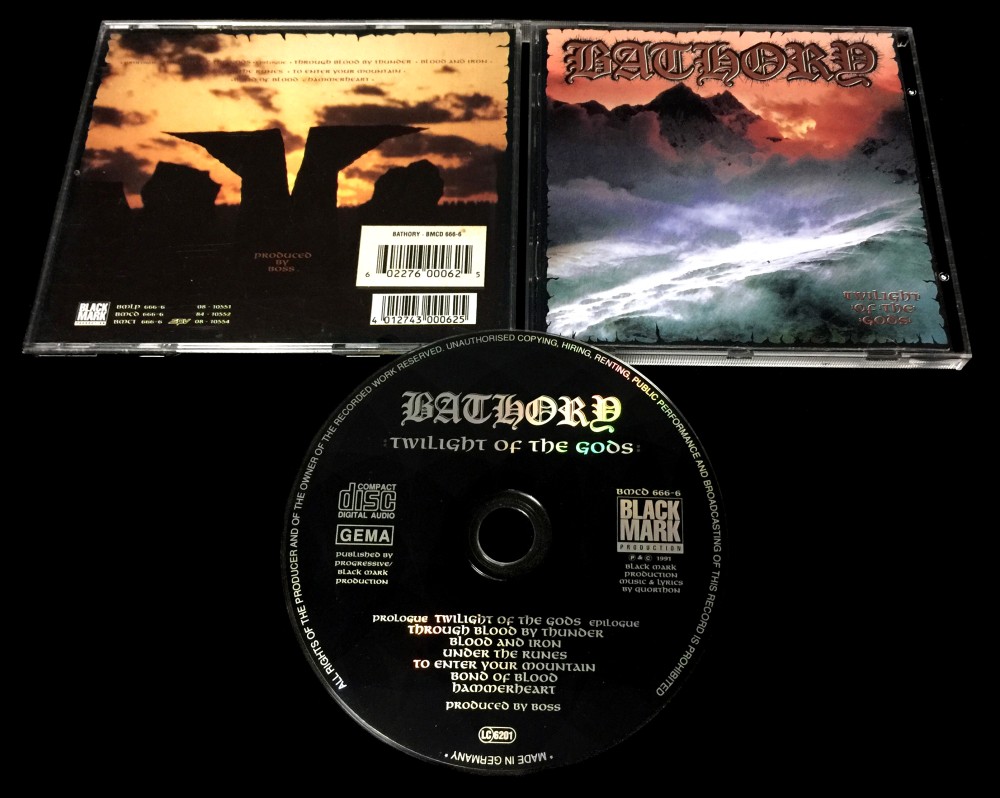 THROUGH BLOOD BY THUNDER · BLOOD AND IRON ·
RUNES · TO ENTER YOUR MOUNTAIN ·
OF BLOOD · HAMMERHEART
PRODUCED
BY
BOSS
BATHORY - BMCD 666-6
6 02276 00062 5
4 012743 000625
BLACK
MARK
BMLP 666-6 08 - 10551
BMCD 666-6 84 - 10552
BMCT 666-6 SPV 08 - 10554
BATHORY
TWILIGHT
OF THE
GODS
ALL RIGHTS OF THE PRODUCER AND OF THE OWNER OF THE RECORDED WORK RESERVED. UNAUTHORISED COPYING, HIRING, RENTING, PUBLIC PERFORMANCE AND BROADCASTING OF THIS RECORD IS PROHIBITED
BATHORY
:TWILIGHT OF THE GODS:
COMPACT
disc
DIGITAL AUDIO
GEMA
PUBLISHED BY
PROGRESSIVE/
BLACK MARK
PRODUCTION
BMCD 666-6
BLACK
MARK
PRODUCTION
℗ & © 1991
BLACK MARK
PRODUCTION
MUSIC & LYRICS
BY QUORTHON
PROLOGUE TWILIGHT OF THE GODS EPILOGUE
THROUGH BLOOD BY THUNDER
BLOOD AND IRON
UNDER THE RUNES
TO ENTER YOUR MOUNTAIN
BOND OF BLOOD
HAMMERHEART
PRODUCED BY BOSS
LC 6201
* MADE IN GERMANY *